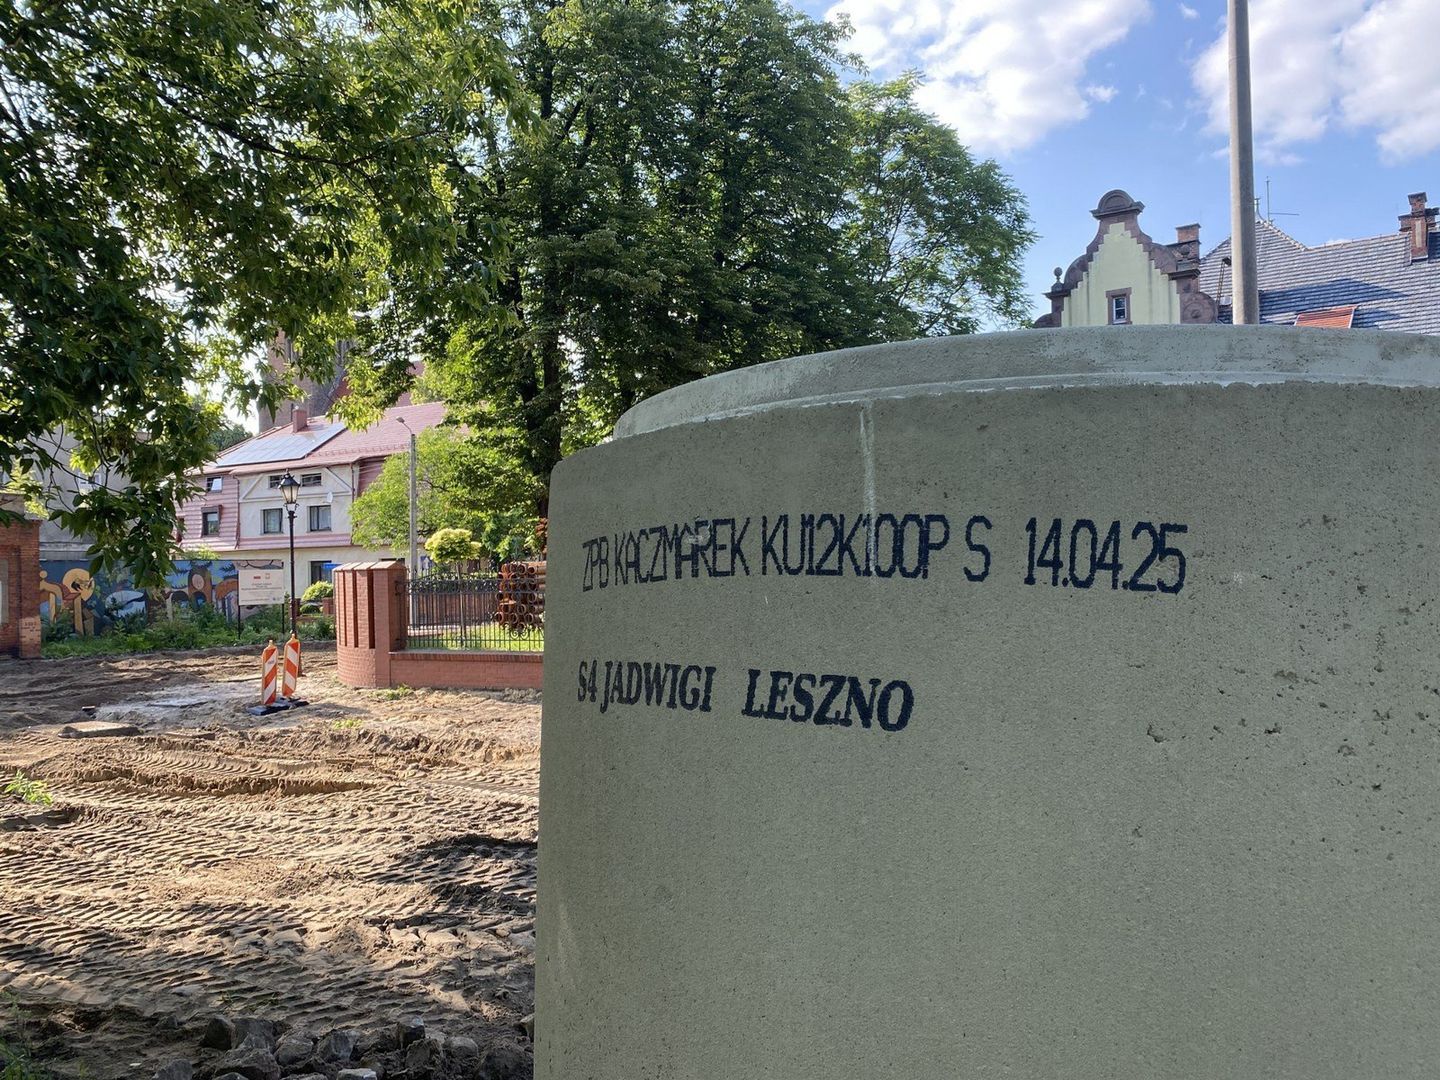 ZPB KACZMAREK KU12K100P S 14.04.25
S4 JADWIGI LESZNO